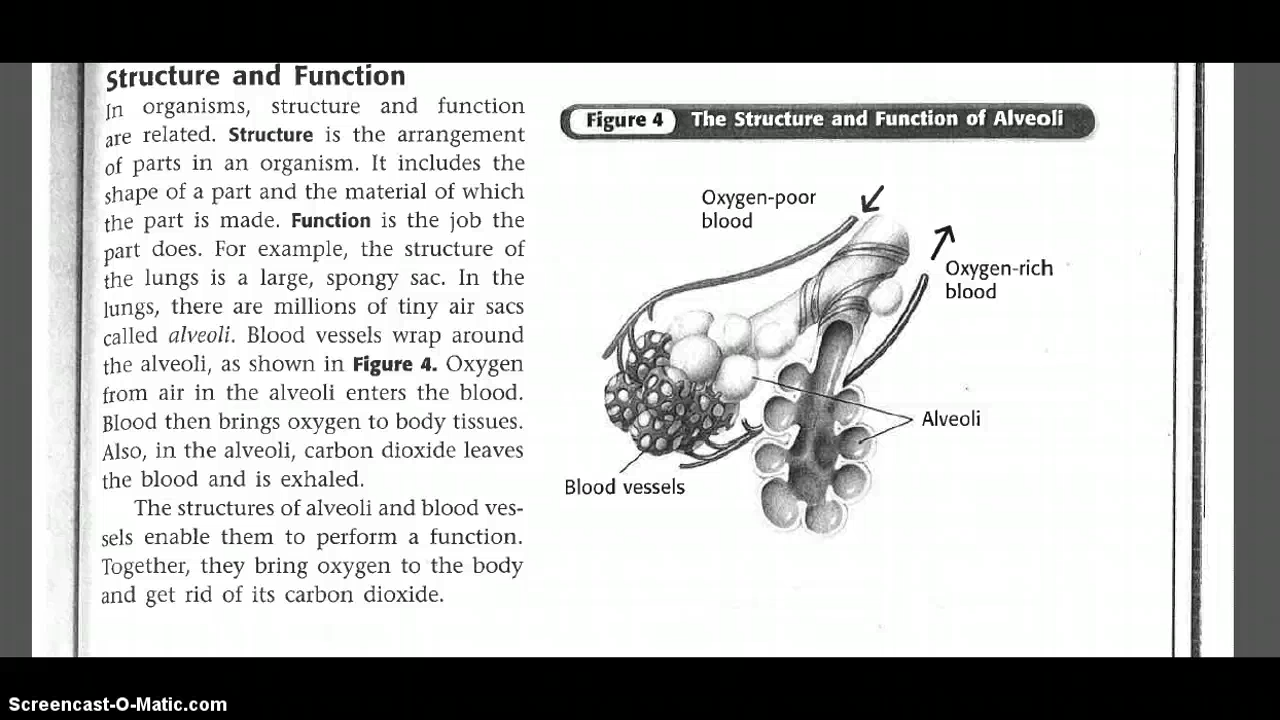 Structure and Function
In organisms, structure and function
are related. Structure is the arrangement
of parts in an organism. It includes the
shape of a part and the material of which
the part is made. Function is the job the
part does. For example, the structure of
the lungs is a large, spongy sac. In the
lungs, there are millions of tiny air sacs
called alveoli. Blood vessels wrap around
the alveoli, as shown in Figure 4. Oxygen
from air in the alveoli enters the blood.
Blood then brings oxygen to body tissues.
Also, in the alveoli, carbon dioxide leaves
the blood and is exhaled.
The structures of alveoli and blood ves-
sels enable them to perform a function.
Together, they bring oxygen to the body
and get rid of its carbon dioxide.
Figure 4 The Structure and Function of Alveoli
Oxygen-poor
blood
Oxygen-rich
blood
Alveoli
Blood vessels
Screencast-O-Matic.com